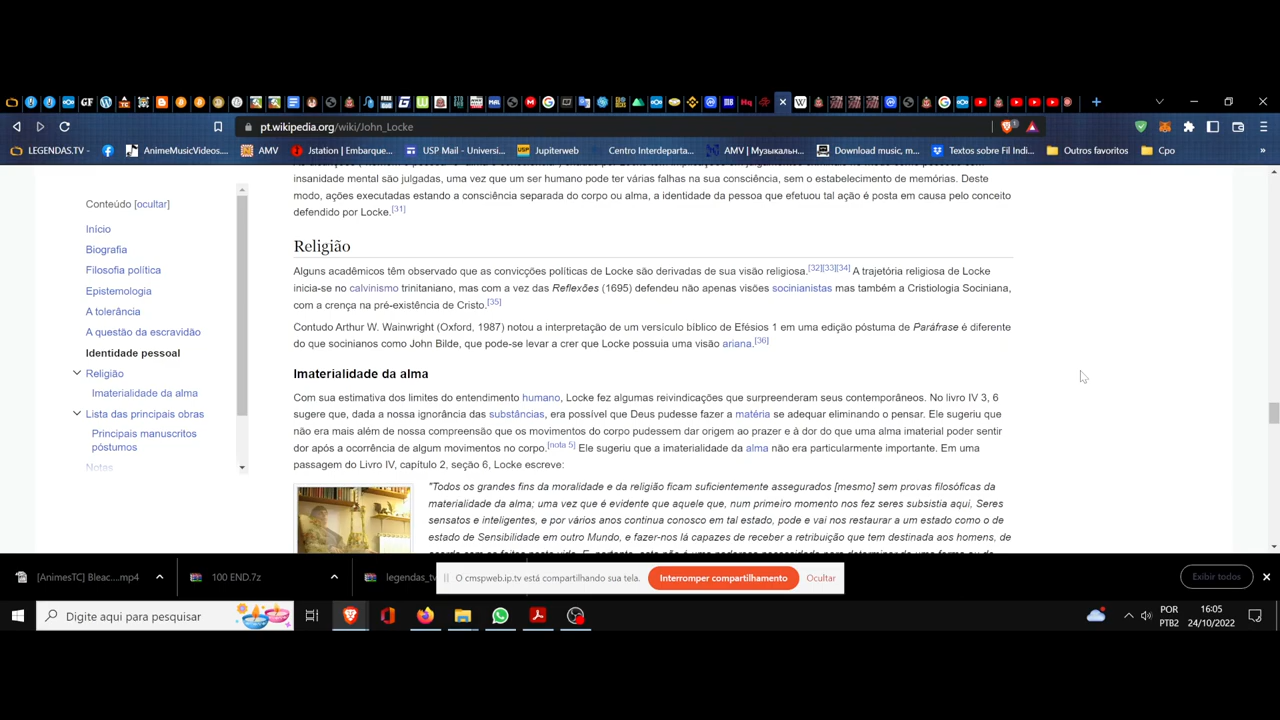 pt.wikipedia.org/wiki/John_Locke
LEGENDAS.TV - AnimeMusicVideos... AMV Jstation | Embarque... USP Mail - Universi... Jupiterweb Centro Interdeparta... AMV | Музыкальн... Download music, m... Textos sobre Fil Indi... Outros favoritos Cpo »
insanidade mental são julgadas, uma vez que um ser humano pode ter várias falhas na sua consciência, sem o estabelecimento de memórias. Deste
modo, ações executadas estando a consciência separada do corpo ou alma, a identidade da pessoa que efetuou tal ação é posta em causa pelo conceito
defendido por Locke.[31]
Conteúdo [ocultar]
Início
Biografia
Filosofia política
Epistemologia
A tolerância
A questão da escravidão
Identidade pessoal
Religião
Imaterialidade da alma
Lista das principais obras
Principais manuscritos
póstumos
Notas
Religião
Alguns acadêmicos têm observado que as convicções políticas de Locke são derivadas de sua visão religiosa.[32][33][34] A trajetória religiosa de Locke
inicia-se no calvinismo trinitaniano, mas com a vez das Reflexões (1695) defendeu não apenas visões socinianistas mas também a Cristiologia Sociniana,
com a crença na pré-existência de Cristo.[35]
Contudo Arthur W. Wainwright (Oxford, 1987) notou a interpretação de um versículo bíblico de Efésios 1 em uma edição póstuma de Paráfrase é diferente
do que socinianos como John Bilde, que pode-se levar a crer que Locke possuia uma visão ariana.[36]
Imaterialidade da alma
Com sua estimativa dos limites do entendimento humano, Locke fez algumas reivindicações que surpreenderam seus contemporâneos. No livro IV 3, 6
sugere que, dada a nossa ignorância das substâncias, era possível que Deus pudesse fazer a matéria se adequar eliminando o pensar. Ele sugeriu que
não era mais além de nossa compreensão que os movimentos do corpo pudessem dar origem ao prazer e à dor do que uma alma imaterial poder sentir
dor após a ocorrência de algum movimentos no corpo.[nota 5] Ele sugeriu que a imaterialidade da alma não era particularmente importante. Em uma
passagem do Livro IV, capítulo 2, seção 6, Locke escreve:
"Todos os grandes fins da moralidade e da religião ficam suficientemente assegurados [mesmo] sem provas filosóficas da
materialidade da alma; uma vez que é evidente que aquele que, num primeiro momento nos fez seres subsistia aqui, Seres
sensatos e inteligentes, e por vários anos continua conosco em tal estado, pode e vai nos restaurar a um estado como o de
estado de Sensibilidade em outro Mundo, e fazer-nos lá capazes de receber a retribuição que tem destinada aos homens, de
[AnimesTC] Bleac....mp4
100 END.7z
legendas_tv
O cmspweb.ip.tv está compartilhando sua tela.
Interromper compartilhamento
Ocultar
Exibir todos
Digite aqui para pesquisar
POR
PTB2
16:05
24/10/2022